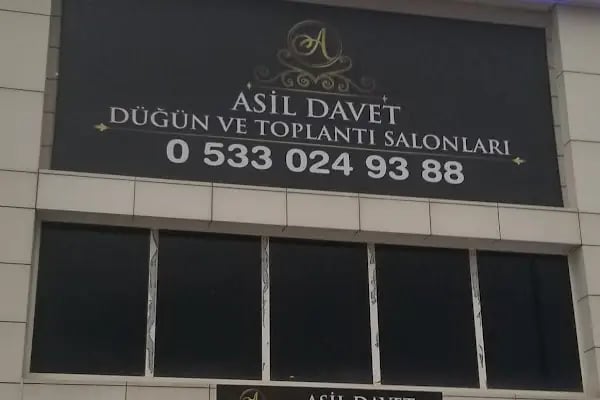 A
ASİL DAVET
DÜĞÜN VE TOPLANTI SALONLARI
0 533 024 93 88
A
ASİL DAVET